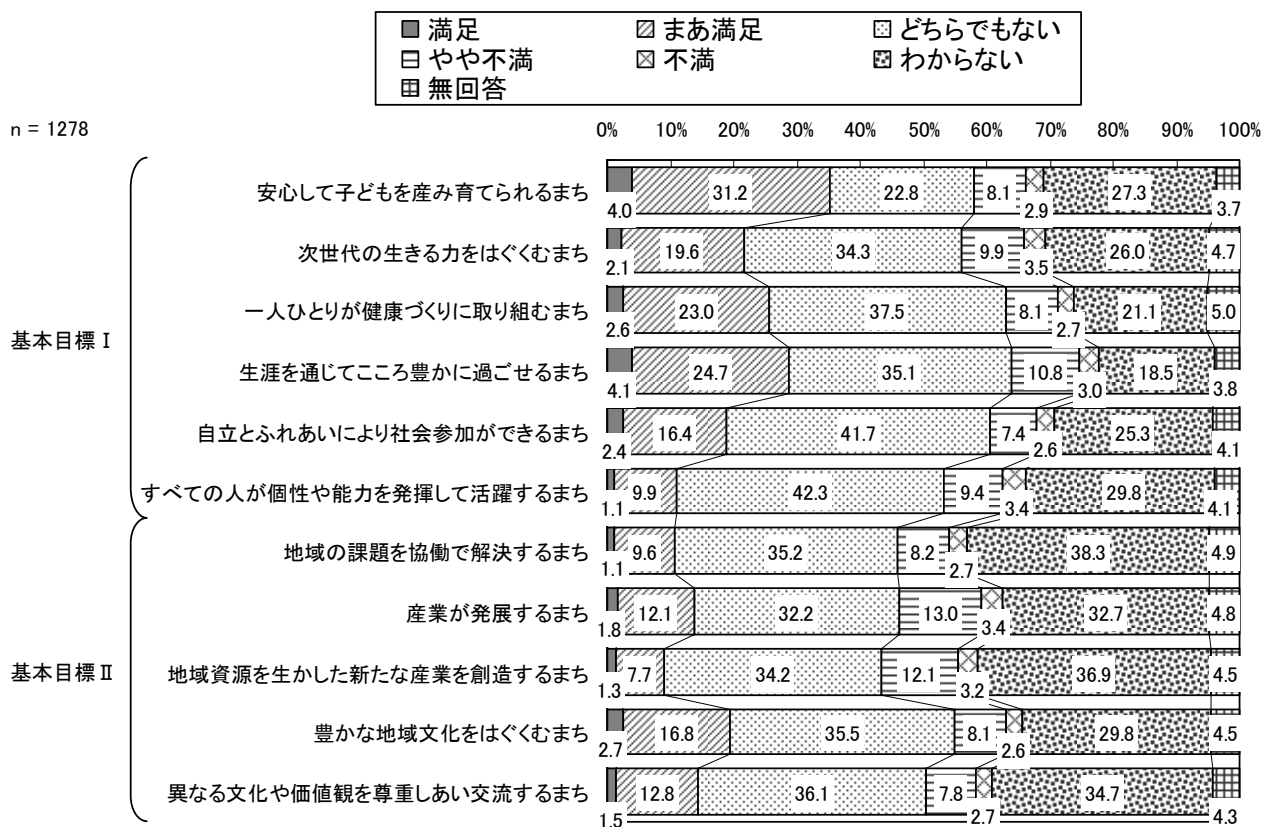 満足 まあ満足 どちらでもない
やや不満 不満 わからない
無回答
n = 1278
0% 10% 20% 30% 40% 50% 60% 70% 80% 90% 100%
基本目標Ⅰ
安心して子どもを産み育てられるまち 4.0 31.2 22.8 8.1 2.9 27.3 3.7
次世代の生きる力をはぐくむまち 2.1 19.6 34.3 9.9 3.5 26.0 4.7
一人ひとりが健康づくりに取り組むまち 2.6 23.0 37.5 8.1 2.7 21.1 5.0
生涯を通じてこころ豊かに過ごせるまち 4.1 24.7 35.1 10.8 3.0 18.5 3.8
自立とふれあいにより社会参加ができるまち 2.4 16.4 41.7 7.4 2.6 25.3 4.1
すべての人が個性や能力を発揮して活躍するまち 1.1 9.9 42.3 9.4 3.4 29.8 4.1
基本目標Ⅱ
地域の課題を協働で解決するまち 1.1 9.6 35.2 8.2 2.7 38.3 4.9
産業が発展するまち 1.8 12.1 32.2 13.0 3.4 32.7 4.8
地域資源を生かした新たな産業を創造するまち 1.3 7.7 34.2 12.1 3.2 36.9 4.5
豊かな地域文化をはぐくむまち 2.7 16.8 35.5 8.1 2.6 29.8 4.5
異なる文化や価値観を尊重しあい交流するまち 1.5 12.8 36.1 7.8 2.7 34.7 4.3